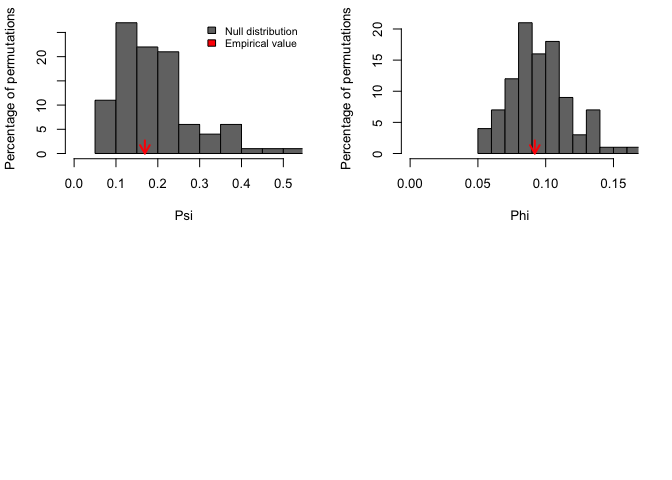 Percentage of permutations
0 5 10 20
Null distribution
Empirical value
0.0 0.1 0.2 0.3 0.4 0.5
Psi
Percentage of permutations
0 5 10 15 20
0.00 0.05 0.10 0.15
Phi